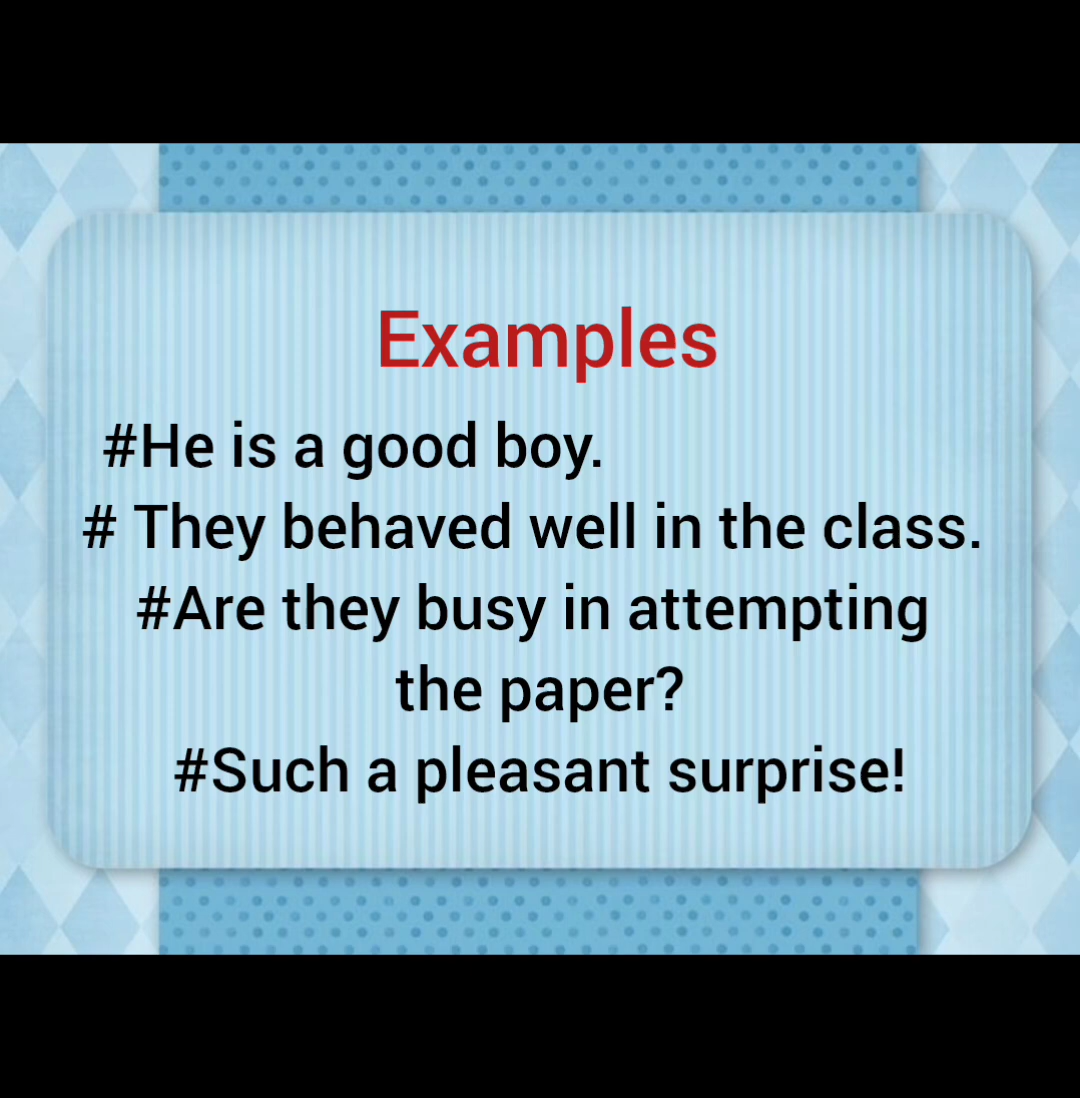 Examples
#He is a good boy.
# They behaved well in the class.
#Are they busy in attempting
the paper?
#Such a pleasant surprise!